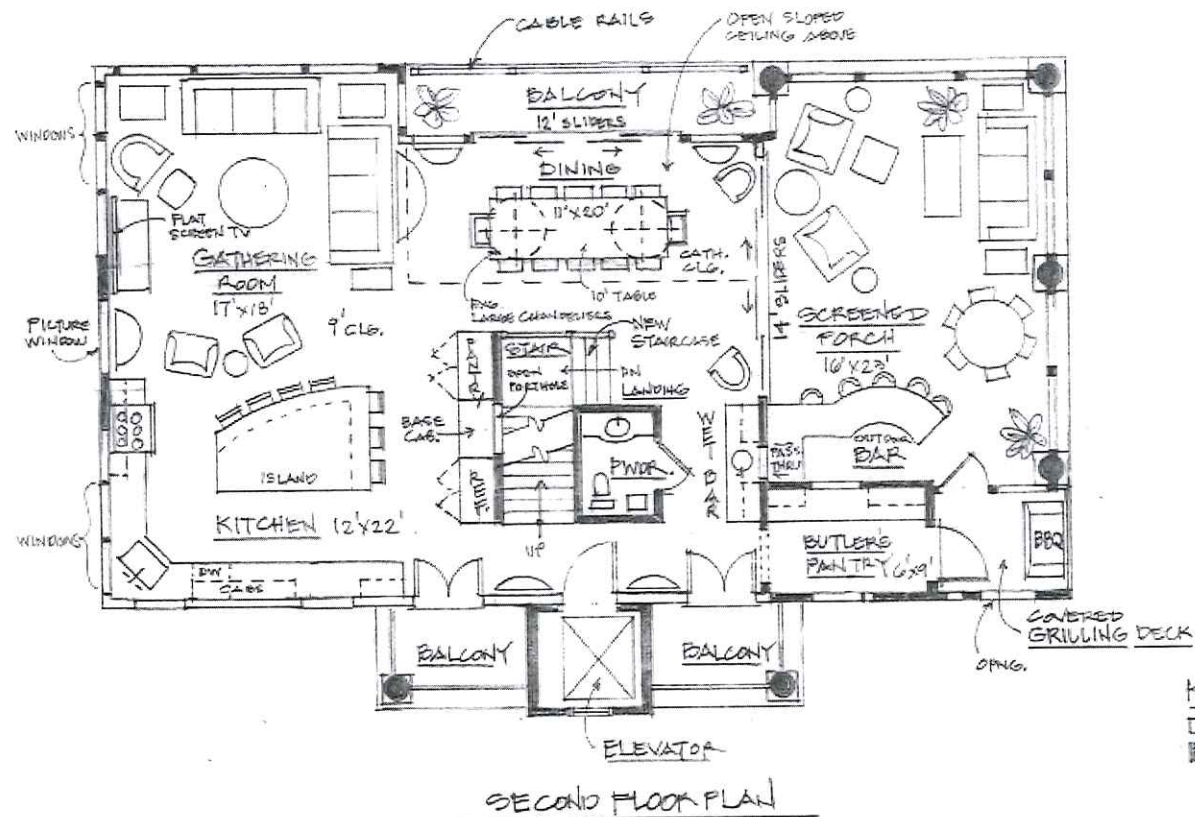 CABLE RAILS
OPEN SLOPED
CEILING ABOVE
BALCONY
12' SLIDERS
WINDOWS
DINING
11'X20'
FLAT
SCREEN TV
GATHERING
ROOM
17'X18'
9' CLG.
CATH.
CLG.
10' TABLE
LARGE CHANDELIERS
14' SLIDERS
PICTURE
WINDOW
SCREENED
PORCH
NEW
STAIRCASE
STAIR
OPEN
PORTHOLE
DN
LANDING
PANTRY
BASE
CAB.
REF.
ISLAND
KITCHEN 12'X22'
WINDOWS
DW
CABS
UP
PWDR.
WET BAR
PASS
THRU
OUTDOOR
BAR
BUTLER'S
PANTRY 6'X9'
BBQ
COVERED
GRILLING DECK
OPNG.
BALCONY
BALCONY
ELEVATOR
SECOND FLOOR PLAN